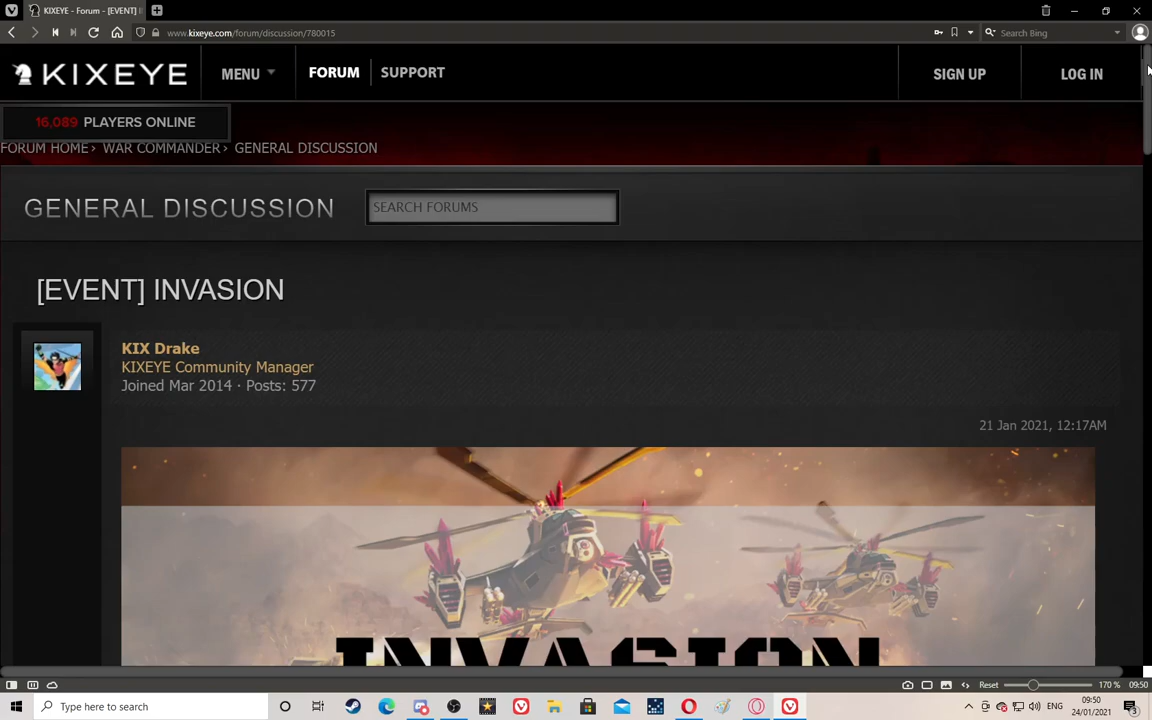 KIXEYE - Forum - [EVENT] I
www.kixeye.com/forum/discussion/780015
Search Bing
KIXEYE
MENU
FORUM
SUPPORT
SIGN UP
LOG IN
16,089 PLAYERS ONLINE
FORUM HOME› WAR COMMANDER› GENERAL DISCUSSION
GENERAL DISCUSSION
SEARCH FORUMS
[EVENT] INVASION
KIX Drake
KIXEYE Community Manager
Joined Mar 2014 · Posts: 577
21 Jan 2021, 12:17AM
INVASION
Reset
170 %
09:50
Type here to search
ENG
09:50
24/01/2021
3